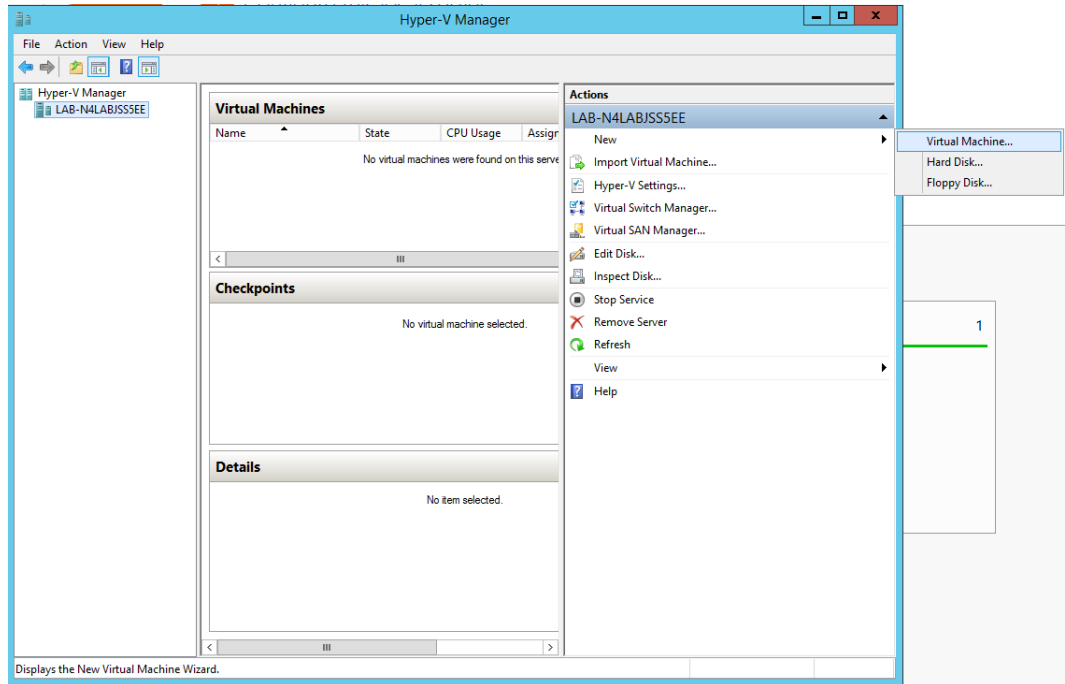 Hyper-V Manager
File Action View Help
Hyper-V Manager
LAB-N4LABJSS5EE
Virtual Machines
Name State CPU Usage Assign
No virtual machines were found on this serve
Checkpoints
No virtual machine selected.
Details
No item selected.
Actions
LAB-N4LABJSS5EE
New
Import Virtual Machine...
Hyper-V Settings...
Virtual Switch Manager...
Virtual SAN Manager...
Edit Disk...
Inspect Disk...
Stop Service
Remove Server
Refresh
View
Help
Virtual Machine...
Hard Disk...
Floppy Disk...
1
Displays the New Virtual Machine Wizard.